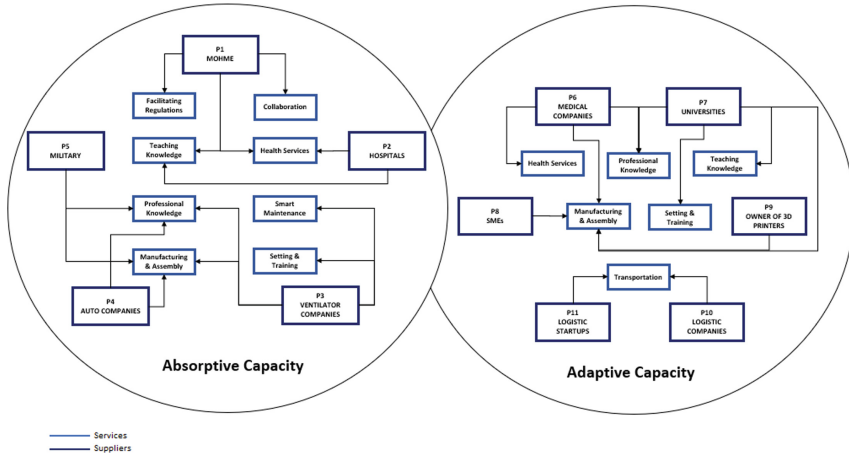 P1
MOHME
Facilitating
Regulations
Collaboration
P5
MILITARY
Teaching
Knowledge
Health Services
P2
HOSPITALS
Professional
Knowledge
Smart
Maintenance
Manufacturing
& Assembly
Setting &
Training
P4
AUTO COMPANIES
P3
VENTILATOR
COMPANIES
Absorptive Capacity
P6
MEDICAL
COMPANIES
P7
UNIVERSITIES
Health Services
Professional
Knowledge
Teaching
Knowledge
P8
SMEs
Manufacturing
& Assembly
Setting &
Training
P9
OWNER OF 3D
PRINTERS
Transportation
P11
LOGISTIC
STARTUPS
P10
LOGISTIC
COMPANIES
Adaptive Capacity
Services
Suppliers